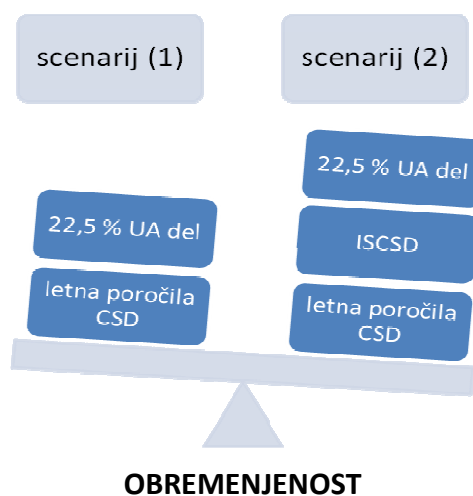 scenarij (1)
scenarij (2)
22,5 % UA del
letna poročila
CSD
22,5 % UA del
ISCSD
letna poročila
CSD
OBREMENJENOST